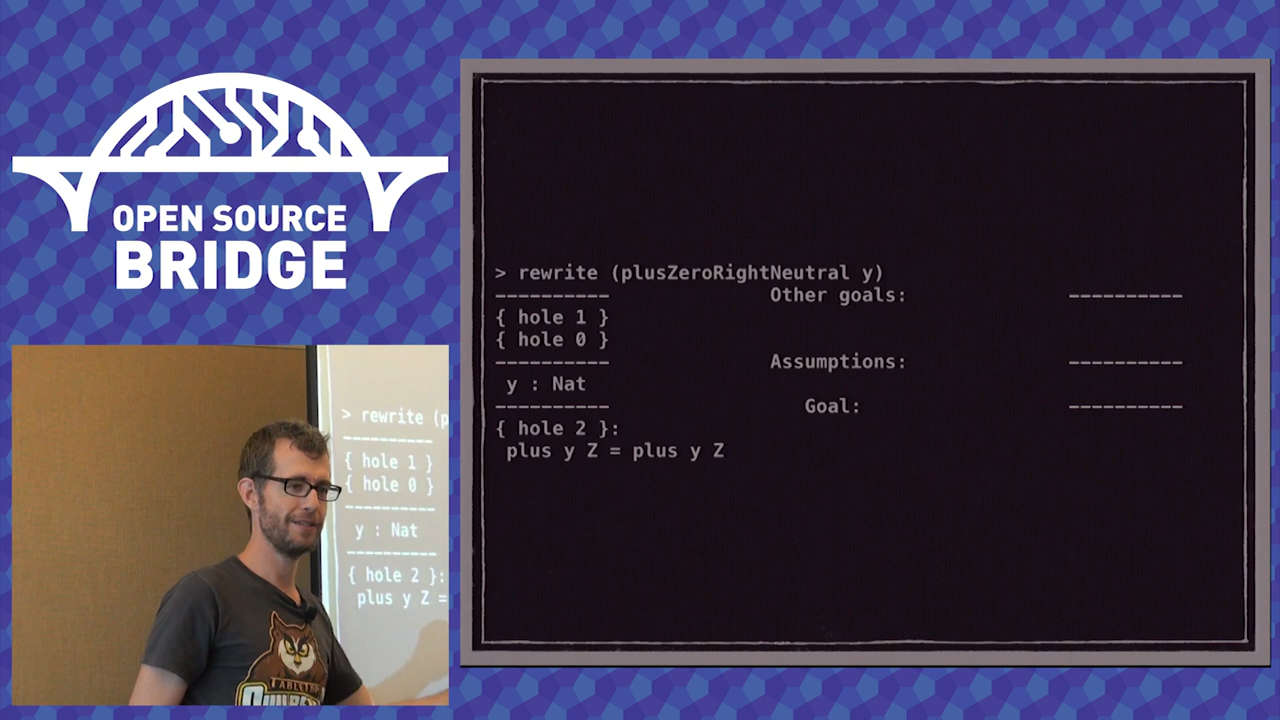 OPEN SOURCE
BRIDGE
> rewrite (plusZeroRightNeutral y)
---------- Other goals: ----------
{ hole 1 }
{ hole 0 }
---------- Assumptions: ----------
y : Nat
---------- Goal: ----------
{ hole 2 }:
plus y Z = plus y Z
> rewrite (p
----------
{ hole 1 }
{ hole 0 }
----------
y : Nat
----------
{ hole 2 }:
plus y Z =
TABLETOP